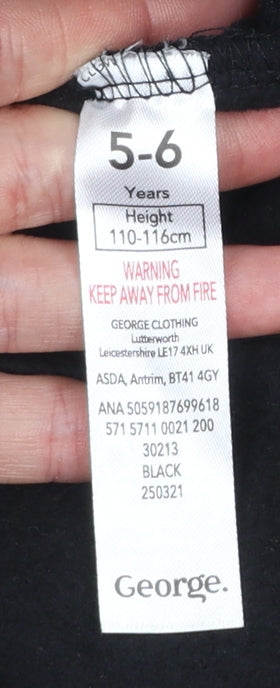 5-6
Years
Height
110-116cm
WARNING
KEEP AWAY FROM FIRE
GEORGE CLOTHING
Lutterworth
Leicestershire LE17 4XH UK
ASDA, Antrim, BT41 4GY
ANA 5059187699618
571 5711 0021 200
30213
BLACK
250321
George.